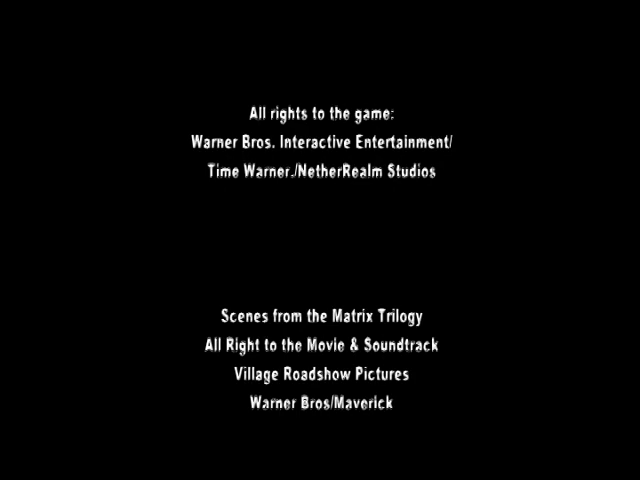 All rights to the game:
Warner Bros. Interactive Entertainment/
Time Warner./NetherRealm Studios
Scenes from the Matrix Trilogy
All Right to the Movie & Soundtrack
Village Roadshow Pictures
Warner Bros/Maverick